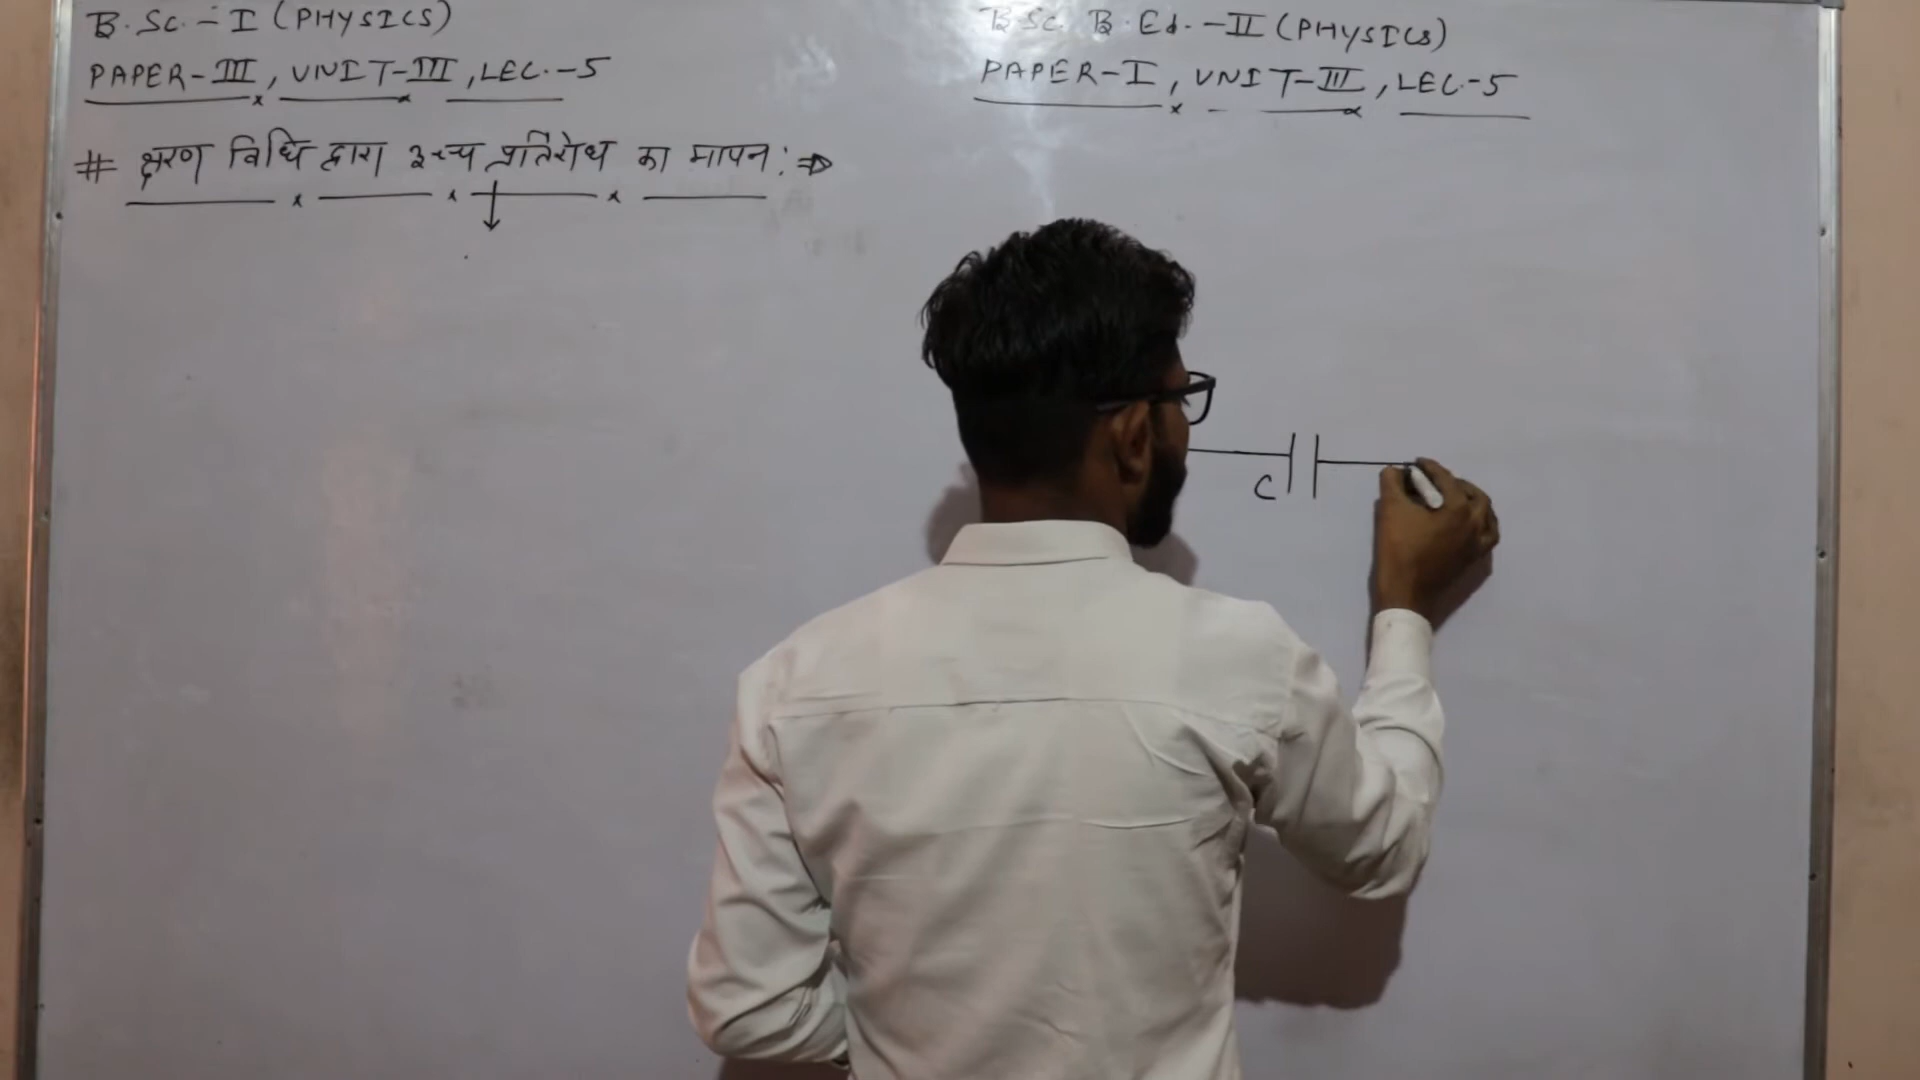 B.Sc.-I (PHYSICS)
PAPER-III, UNIT-III, LEC.-5
B.Sc. B.Ed.-II (PHYSICS)
PAPER-I, UNIT-III, LEC.-5
# क्षरण विधि द्वारा उच्च प्रतिरोध का मापन :⇒
C